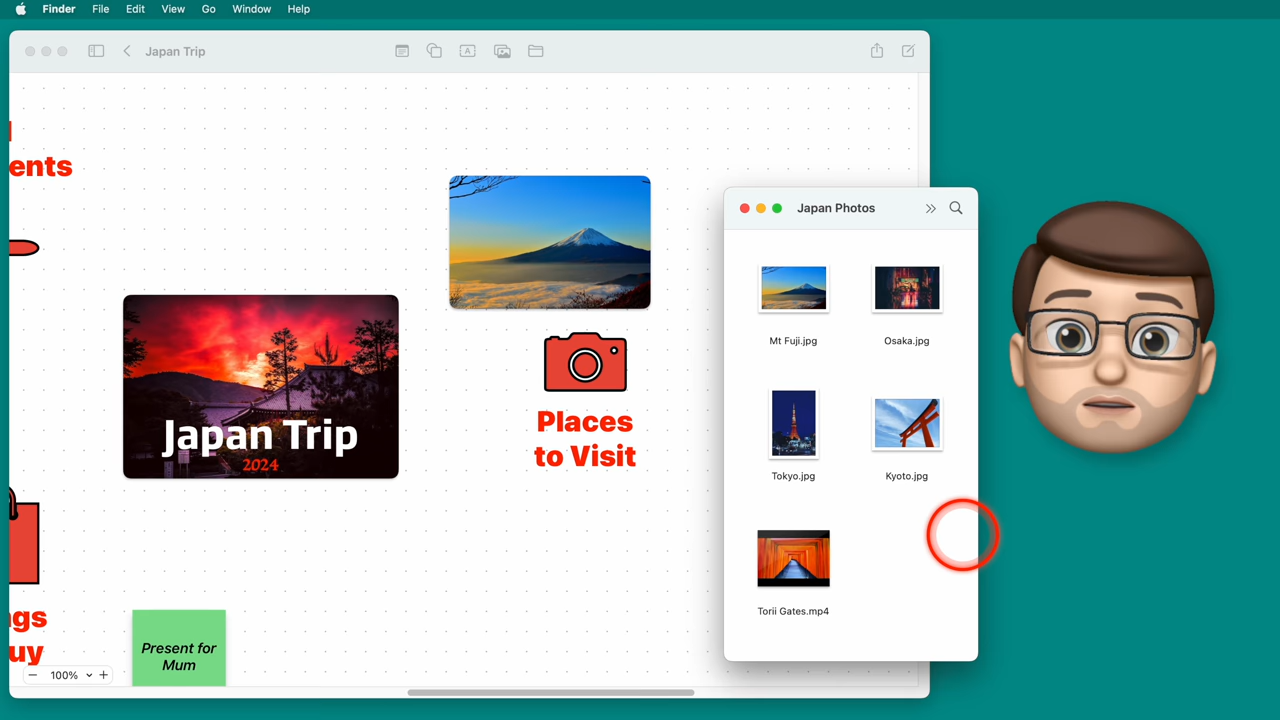 Finder File Edit View Go Window Help
Japan Trip
A
ents
Japan Trip
2024
Places
to Visit
gs
uy
Present for
Mum
100%
Japan Photos
Mt Fuji.jpg
Osaka.jpg
Tokyo.jpg
Kyoto.jpg
Torii Gates.mp4